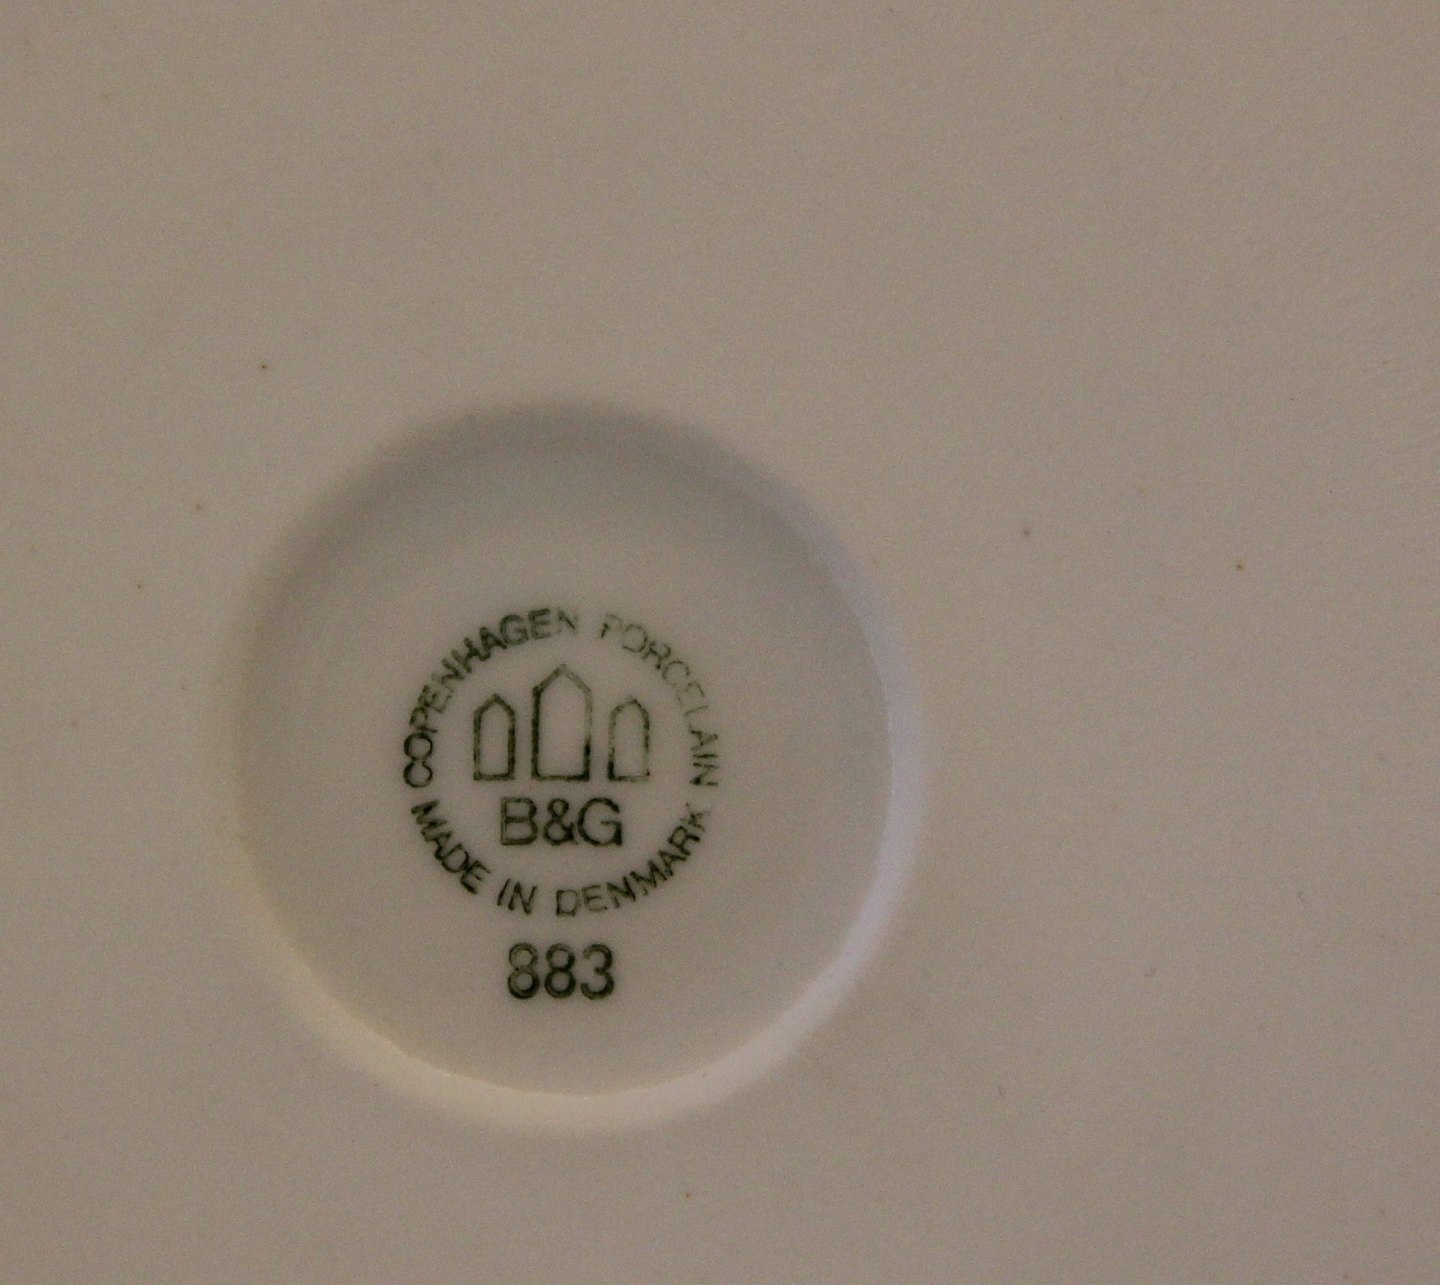 COPENHAGEN PORCELAIN
B&G
MADE IN DENMARK
883